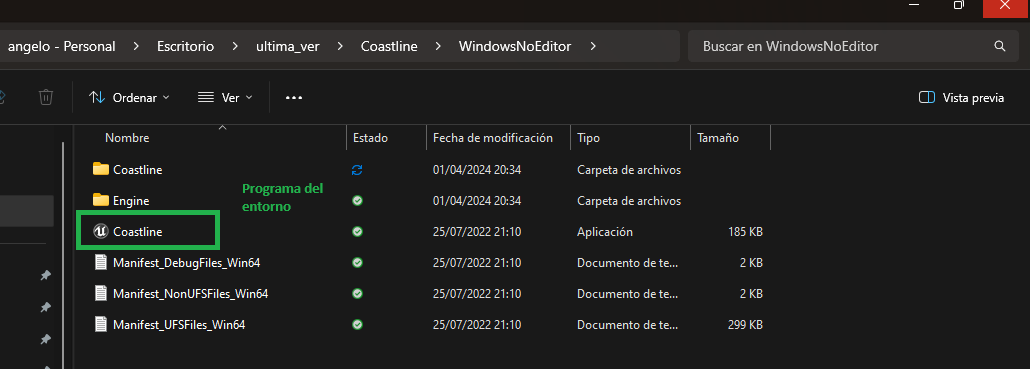 angelo - Personal > Escritorio > ultima_ver > Coastline > WindowsNoEditor >
Buscar en WindowsNoEditor
Ordenar
Ver
Vista previa
Nombre Estado Fecha de modificación Tipo Tamaño
Coastline 01/04/2024 20:34 Carpeta de archivos
Programa del
entorno
Engine 01/04/2024 20:34 Carpeta de archivos
Coastline 25/07/2022 21:10 Aplicación 185 KB
Manifest_DebugFiles_Win64 25/07/2022 21:10 Documento de te... 2 KB
Manifest_NonUFSFiles_Win64 25/07/2022 21:10 Documento de te... 2 KB
Manifest_UFSFiles_Win64 25/07/2022 21:10 Documento de te... 299 KB